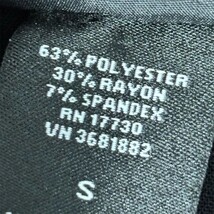 63% POLYESTER
30% RAYON
7% SPANDEX
RN 17730
VN 3681882
S